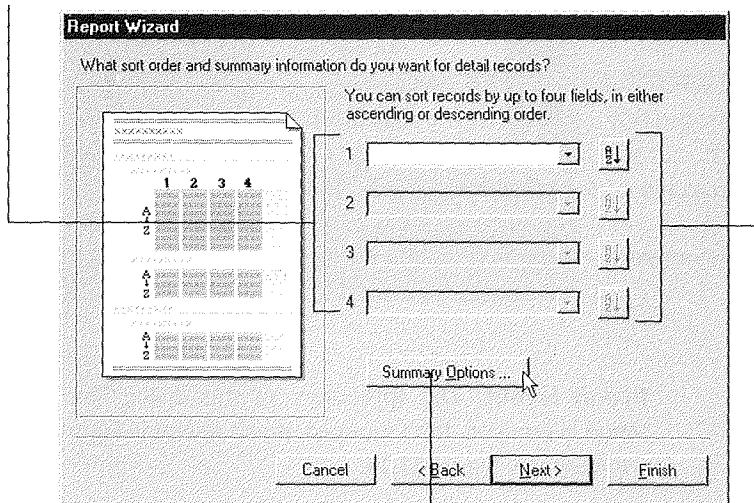 Report Wizard
What sort order and summary information do you want for detail records?
You can sort records by up to four fields, in either
ascending or descending order.
1
2
3
4
1 2 3 4
A
Z
A
Z
A
Z
Summary Options ...
Cancel
< Back
Next >
Finish